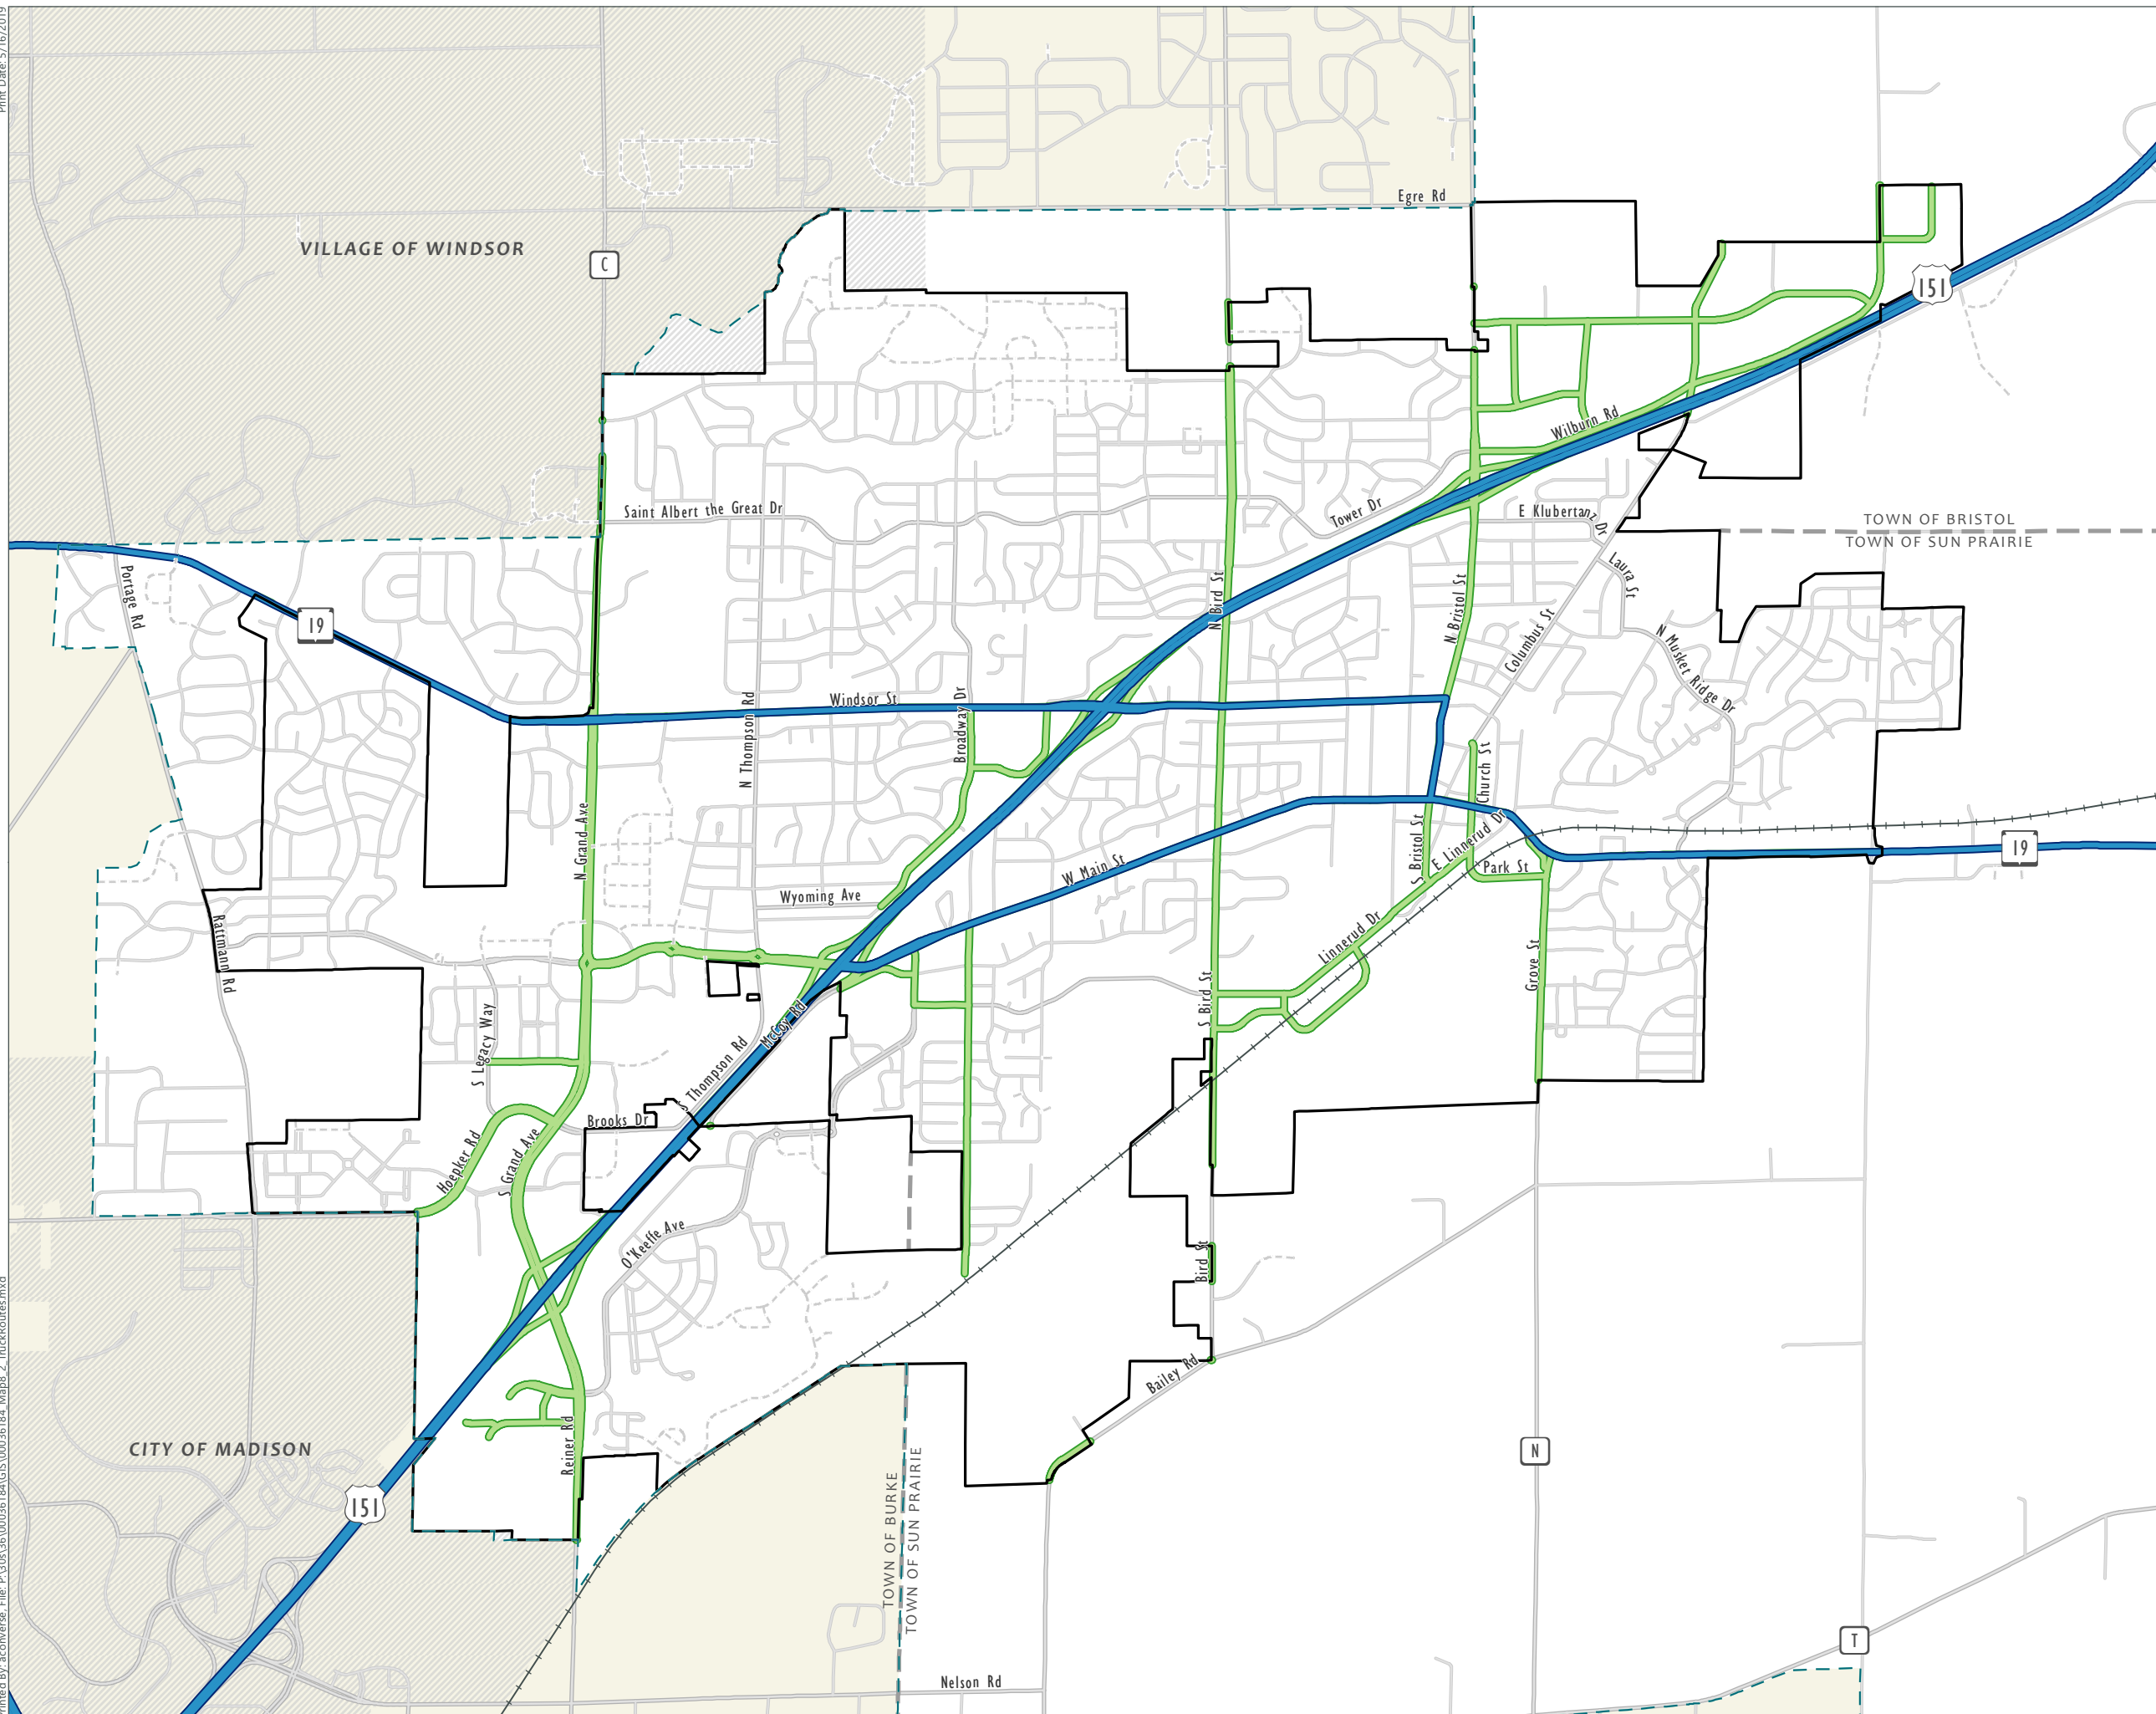 Print Date: 5/16/2019
Egre Rd
VILLAGE OF WINDSOR
C
151
Wilburn Rd
Saint Albert the Great Dr
Tower Dr
E Klubertanz Dr
TOWN OF BRISTOL
TOWN OF SUN PRAIRIE
Portage Rd
19
N Bird St
N Bristol St
Laura St
Columbus St
N Musket Ridge Dr
N Thompson Rd
Windsor St
Broadway Dr
Church St
N Grand Ave
S Bristol St
E Linnerud Dr
19
W Main St
Park St
Wyoming Ave
Rattmann Rd
Linnerud Dr
Grove St
S Bird St
S Legacy Way
McCoy Rd
S Thompson Rd
Brooks Dr
Hoepker Rd
S Grand Ave
O'Keeffe Ave
Bird St
Bailey Rd
CITY OF MADISON
Reiner Rd
N
151
TOWN OF BURKE
TOWN OF SUN PRAIRIE
T
Nelson Rd